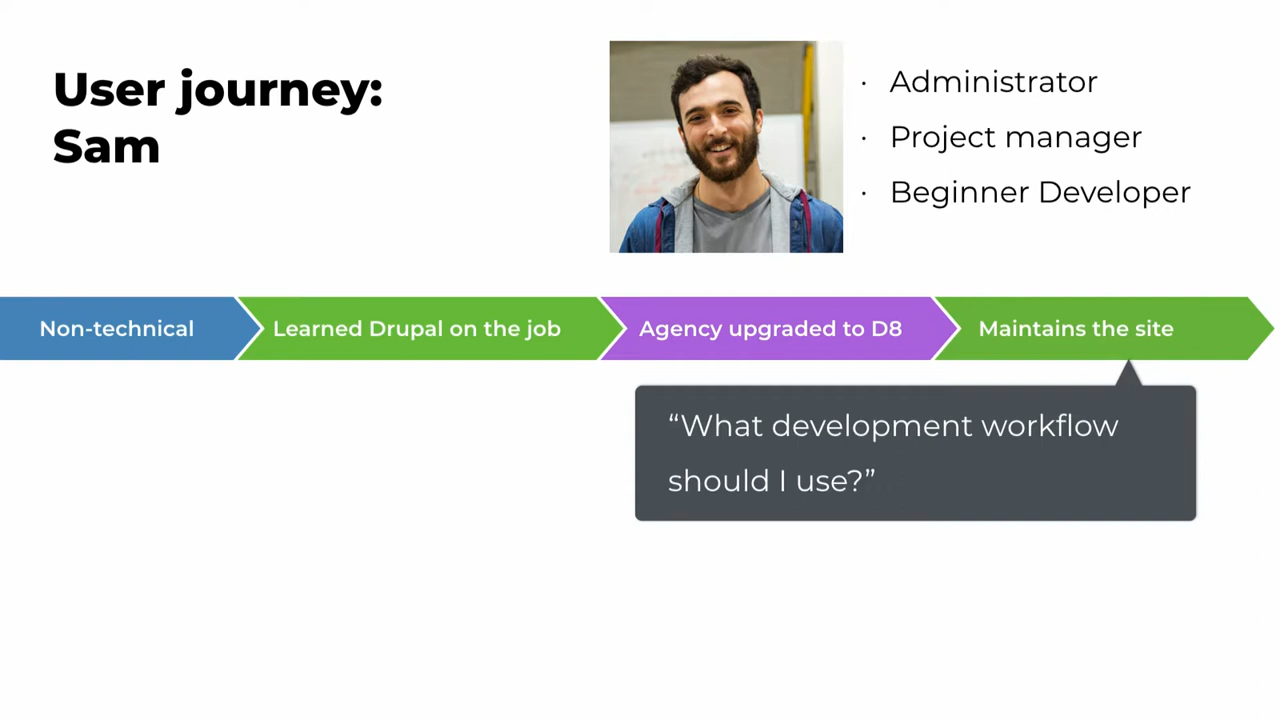 User journey:
Sam
· Administrator
· Project manager
· Beginner Developer
Non-technical
Learned Drupal on the job
Agency upgraded to D8
Maintains the site
“What development workflow
should I use?”